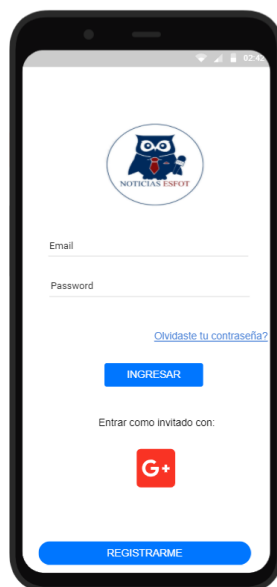 02:42
NOTICIAS ESFOT
Email
Password
Olvidaste tu contraseña?
INGRESAR
Entrar como invitado con:
G+
REGISTRARME